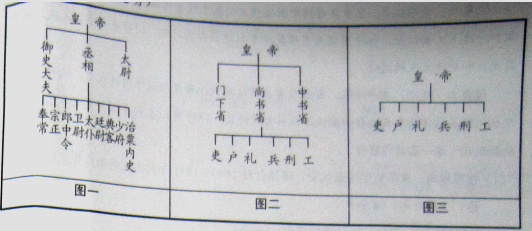 皇帝
御史大夫
丞相
太尉
奉常
宗正
郎中令
卫尉
太仆
廷尉
典客
少府
治粟内史
图一
皇帝
门下省
尚书省
中书省
吏 户 礼 兵 刑 工
图二
皇帝
吏 户 礼 兵 刑 工
图三